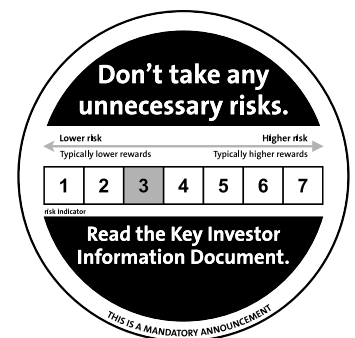 Don't take any
unnecessary risks.
Lower risk Higher risk
Typically lower rewards Typically higher rewards
1 2 3 4 5 6 7
risk indicator
Read the Key Investor
Information Document.
THIS IS A MANDATORY ANNOUNCEMENT